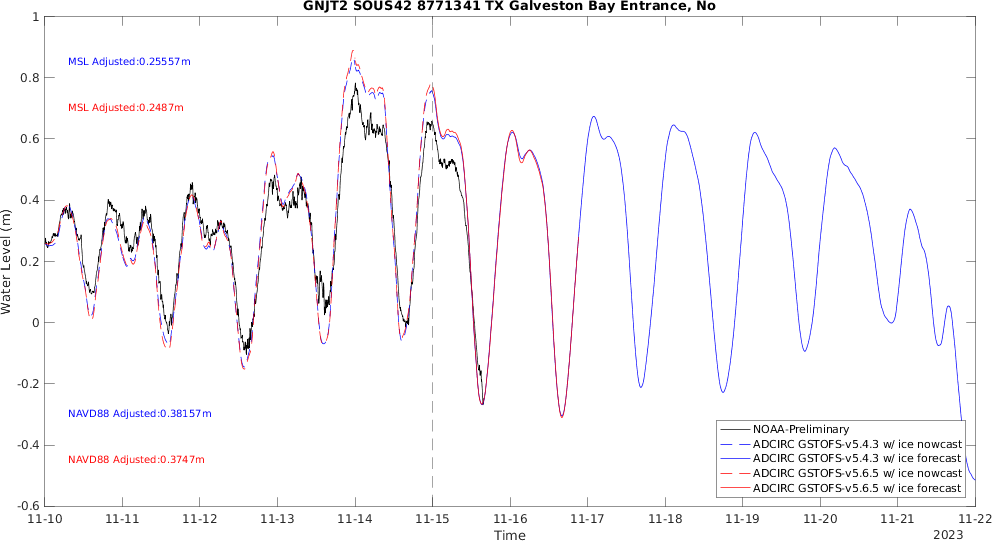 GNJT2 SOUS42 8771341 TX Galveston Bay Entrance, No
1
0.8
0.6
0.4
0.2
0
-0.2
-0.4
-0.6
Water Level (m)
MSL Adjusted:0.25557m
MSL Adjusted:0.2487m
NAVD88 Adjusted:0.38157m
NAVD88 Adjusted:0.3747m
NOAA-Preliminary
ADCIRC GSTOFS-v5.4.3 w/ ice nowcast
ADCIRC GSTOFS-v5.4.3 w/ ice forecast
ADCIRC GSTOFS-v5.6.5 w/ ice nowcast
ADCIRC GSTOFS-v5.6.5 w/ ice forecast
11-10 11-11 11-12 11-13 11-14 11-15 11-16 11-17 11-18 11-19 11-20 11-21 11-22
Time
2023